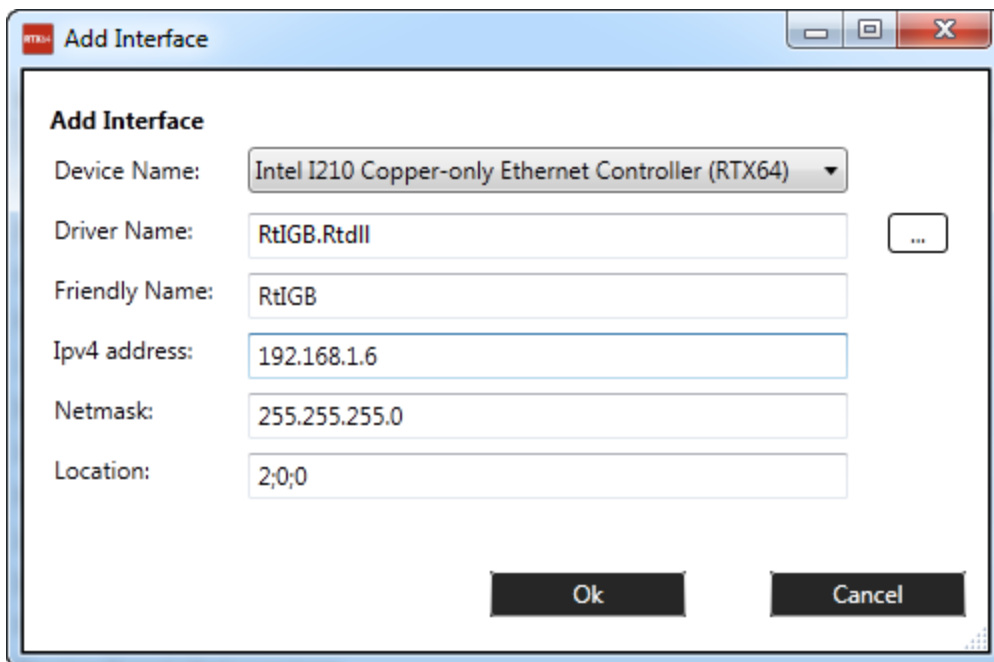 RTX64 Add Interface
Add Interface
Device Name: Intel I210 Copper-only Ethernet Controller (RTX64)
Driver Name: RtIGB.Rtdll ...
Friendly Name: RtIGB
Ipv4 address: 192.168.1.6
Netmask: 255.255.255.0
Location: 2;0;0
Ok Cancel